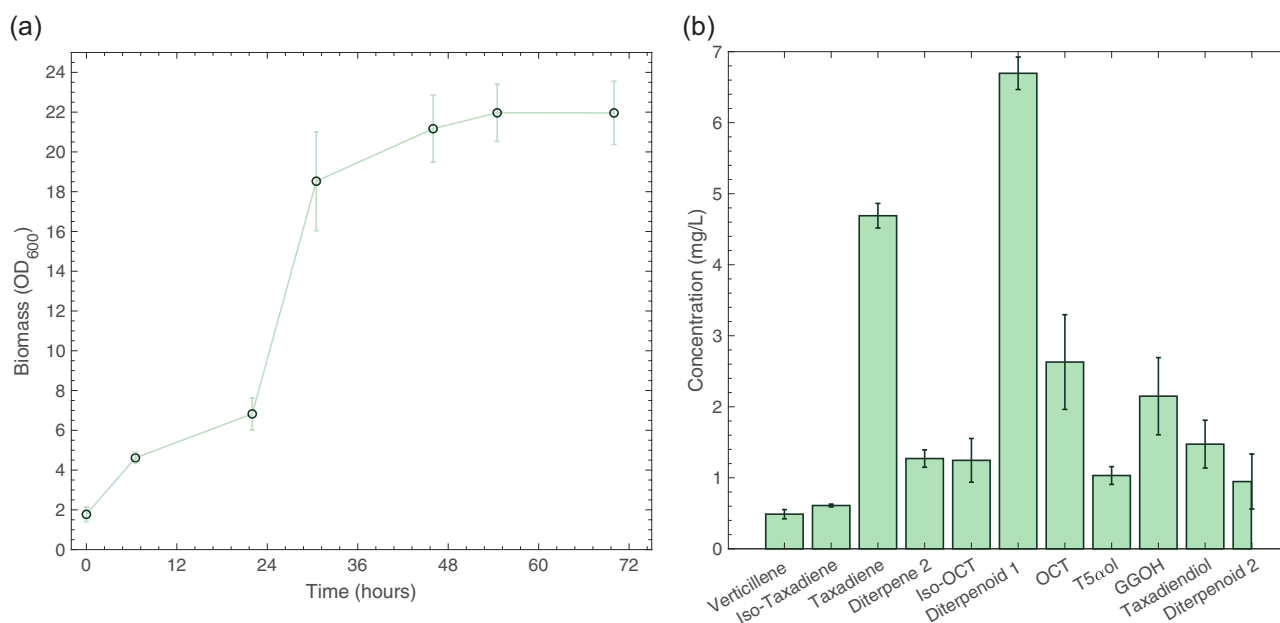 (a)
24
22
20
18
16
14
12
10
8
6
4
2
0
Biomass (OD600)
0 12 24 36 48 60 72
Time (hours)
(b)
7
6
5
4
3
2
1
0
Concentration (mg/L)
Verticillene
Iso-Taxadiene
Taxadiene
Diterpene 2
Iso-OCT
Diterpenoid 1
OCT
T5αol
GGOH
Taxadiendiol
Diterpenoid 2